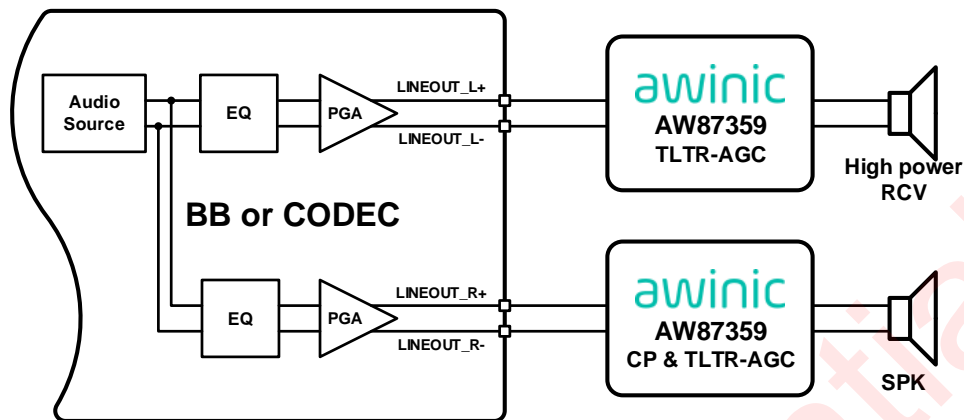 Audio
Source
EQ
PGA
LINEOUT_L+
LINEOUT_L-
awinic
AW87359
TLTR-AGC
High power
RCV
BB or CODEC
EQ
PGA
LINEOUT_R+
LINEOUT_R-
awinic
AW87359
CP & TLTR-AGC
SPK